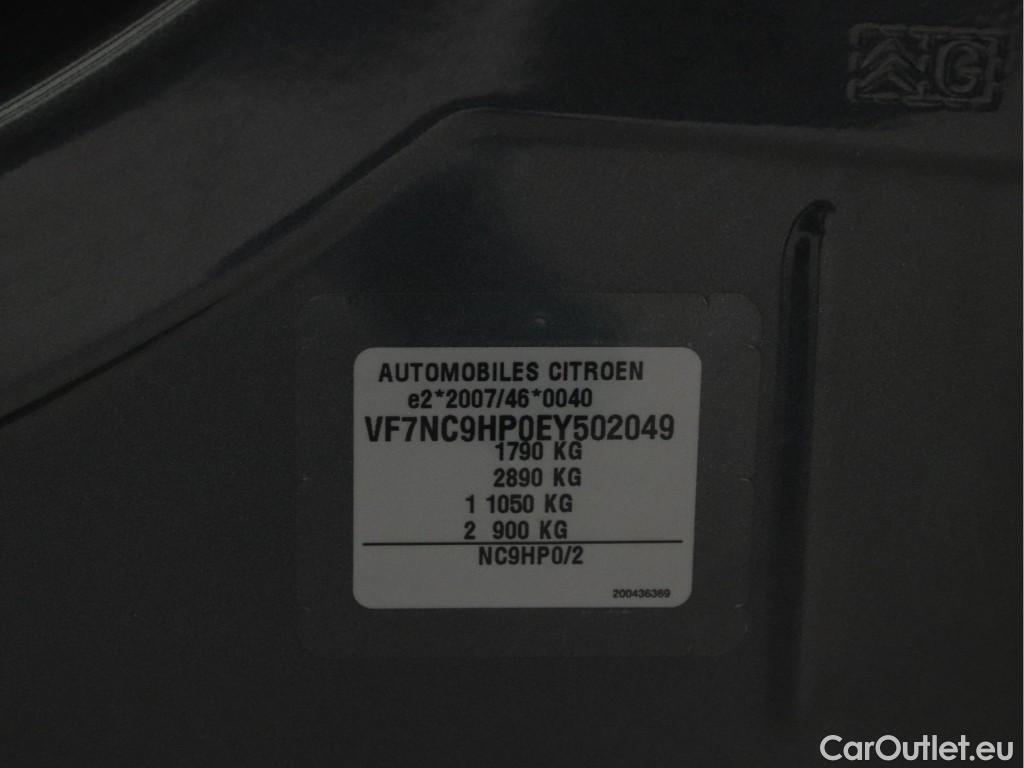 G
AUTOMOBILES CITROEN
e2*2007/46*0040
VF7NC9HP0EY502049
1790 KG
2890 KG
1 1050 KG
2 900 KG
NC9HP0/2
200436369
CarOutlet.eu